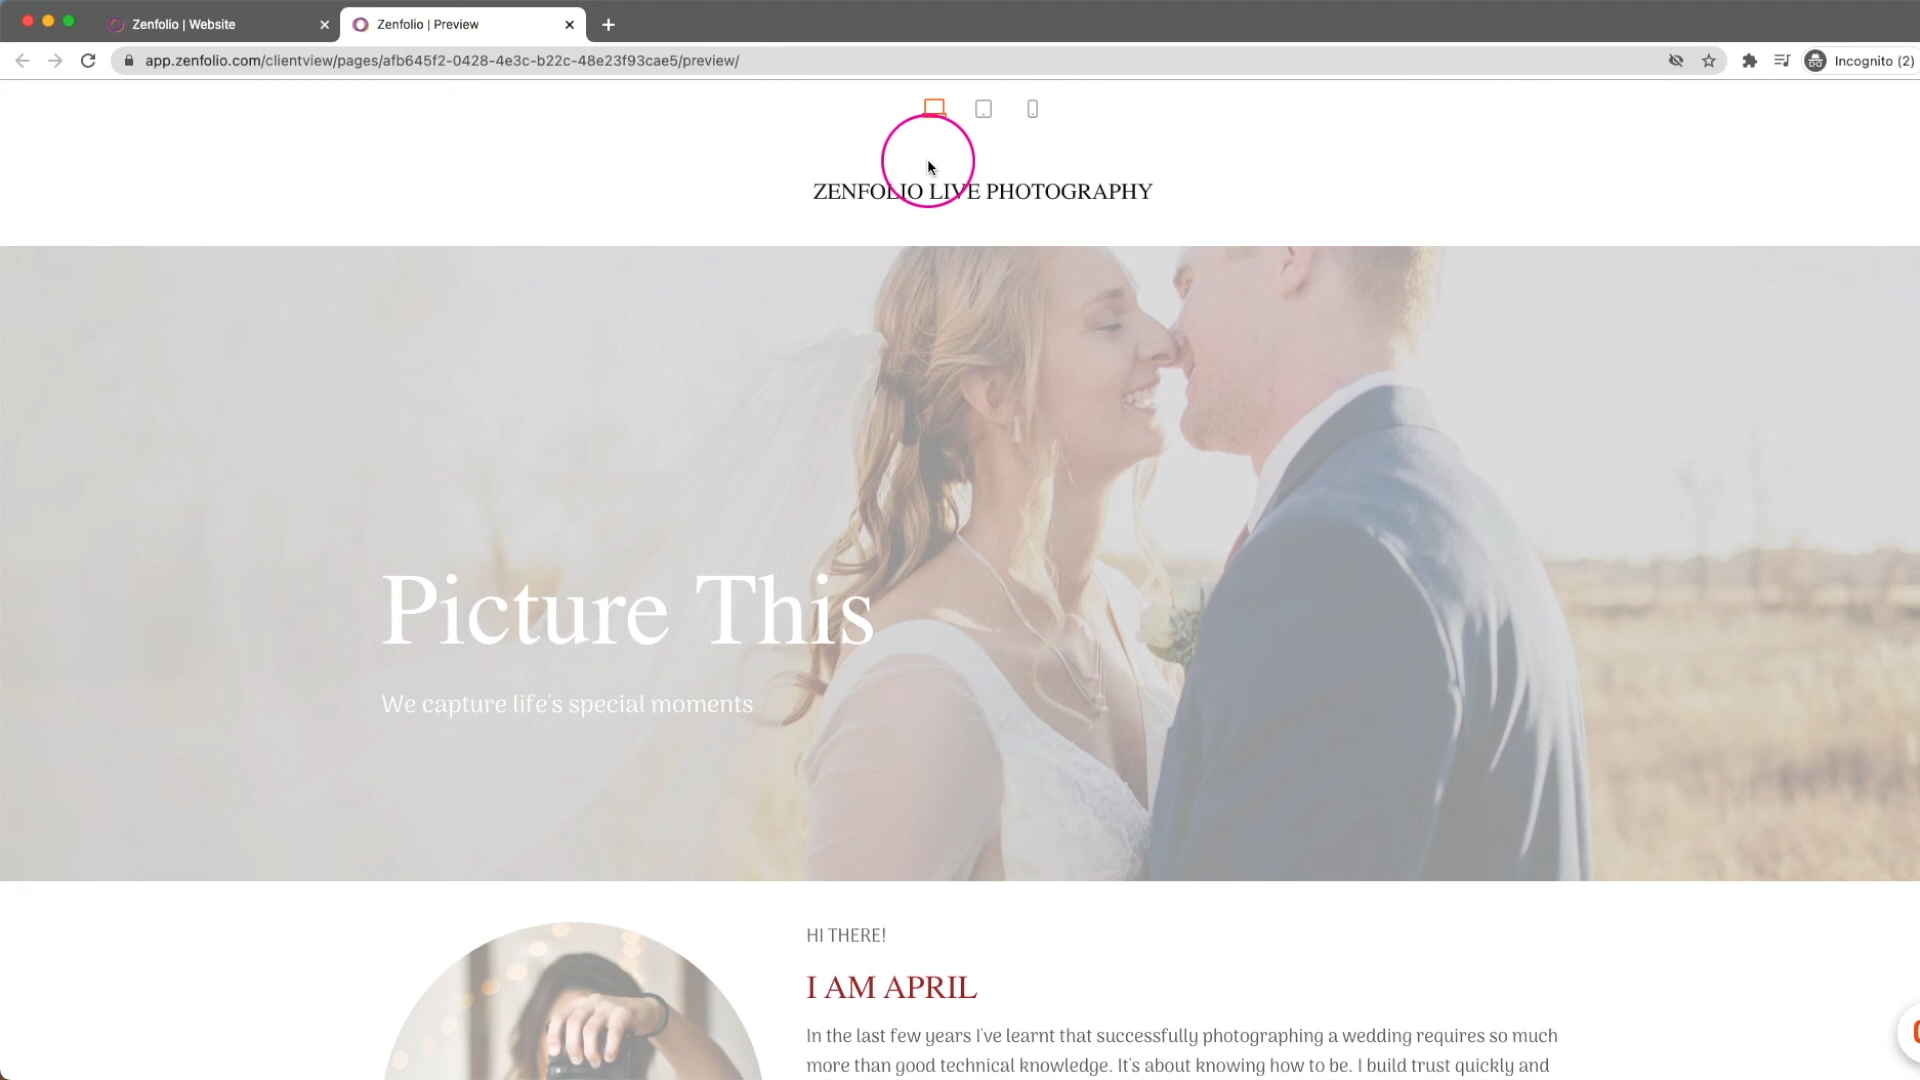 Zenfolio | Website
Zenfolio | Preview
app.zenfolio.com/clientview/pages/afb645f2-0428-4e3c-b22c-48e23f93cae5/preview/
Incognito (2)
ZENFOLIO LIVE PHOTOGRAPHY
Picture This
We capture life's special moments
HI THERE!
I AM APRIL
In the last few years I've learnt that successfully photographing a wedding requires so much
more than good technical knowledge. It's about knowing how to be. I build trust quickly and